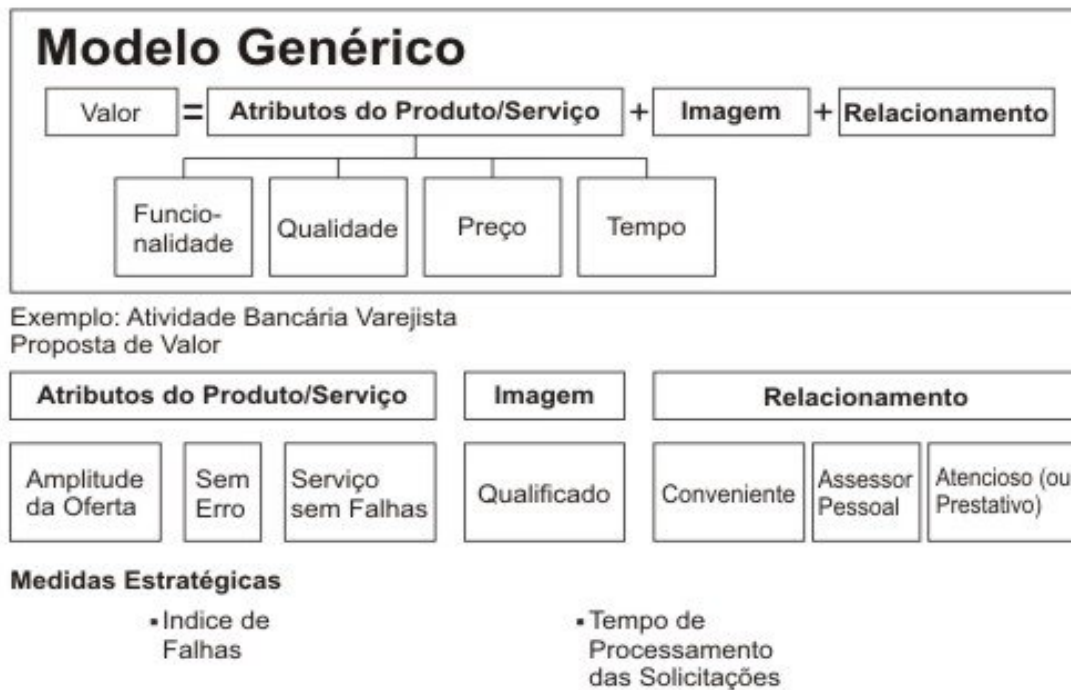 Modelo Genérico
Valor = Atributos do Produto/Serviço + Imagem + Relacionamento
Funcio-
nalidade
Qualidade
Preço
Tempo
Exemplo: Atividade Bancária Varejista
Proposta de Valor
Atributos do Produto/Serviço
Imagem
Relacionamento
Amplitude
da Oferta
Sem
Erro
Serviço
sem Falhas
Qualificado
Conveniente
Assessor
Pessoal
Atencioso (ou
Prestativo)
Medidas Estratégicas
▪ Indice de
Falhas
▪ Tempo de
Processamento
das Solicitações